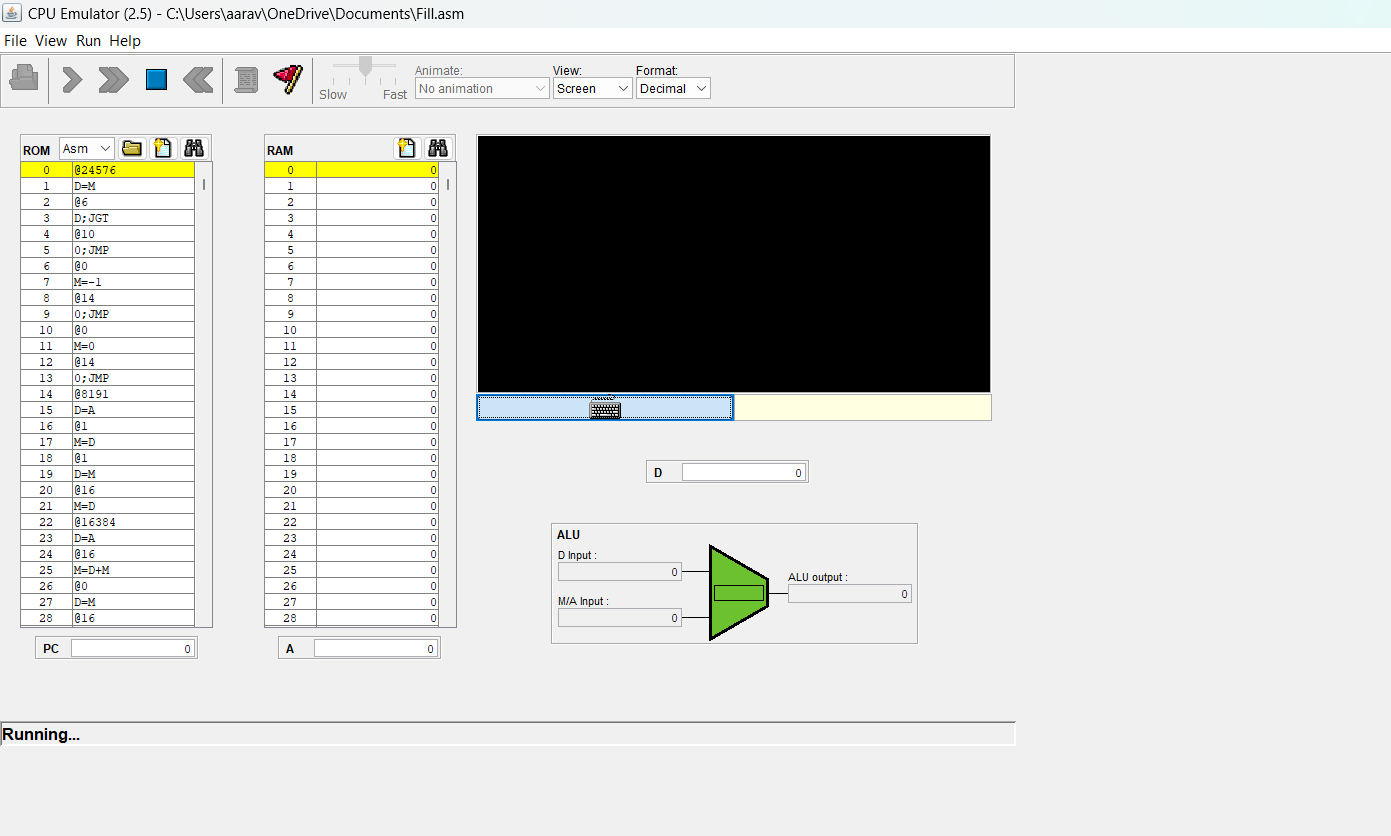 CPU Emulator (2.5) - C:\Users\aarav\OneDrive\Documents\Fill.asm
File View Run Help
Slow Fast
Animate:
No animation
View:
Screen
Format:
Decimal
ROM Asm
0 @24576
1 D=M
2 @6
3 D;JGT
4 @10
5 0;JMP
6 @0
7 M=-1
8 @14
9 0;JMP
10 @0
11 M=0
12 @14
13 0;JMP
14 @8191
15 D=A
16 @1
17 M=D
18 @1
19 D=M
20 @16
21 M=D
22 @16384
23 D=A
24 @16
25 M=D+M
26 @0
27 D=M
28 @16
PC 0
RAM
0 0
1 0
2 0
3 0
4 0
5 0
6 0
7 0
8 0
9 0
10 0
11 0
12 0
13 0
14 0
15 0
16 0
17 0
18 0
19 0
20 0
21 0
22 0
23 0
24 0
25 0
26 0
27 0
28 0
A 0
D 0
ALU
D Input :
0
M/A Input :
0
ALU output :
0
Running...